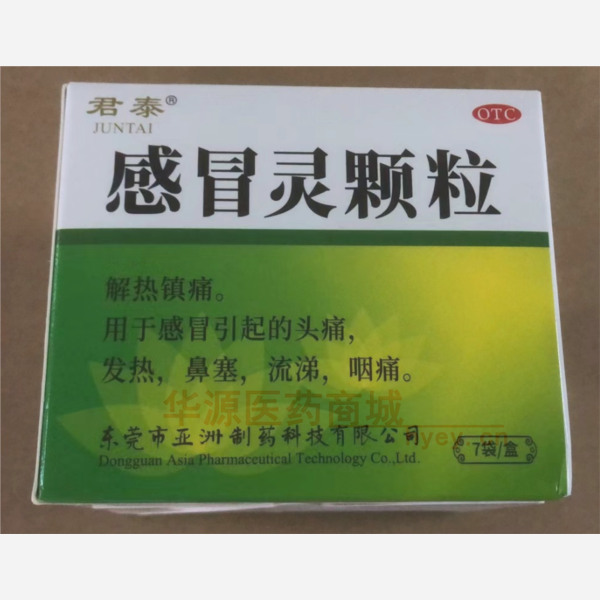 君泰®
JUNTAI
OTC
感冒灵颗粒
解热镇痛。
用于感冒引起的头痛,
发热,鼻塞,流涕,咽痛。
华源医药商城
yey.cn
东莞市亚洲制药科技有限公司
Dongguan Asia Pharmaceutical Technology Co.,Ltd.
7袋/盒